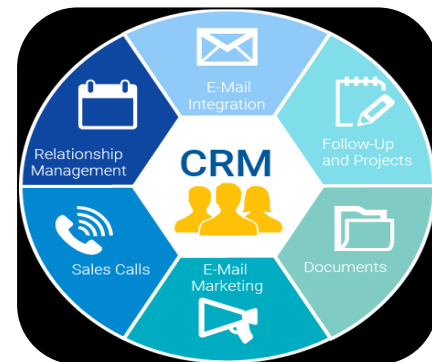 E-Mail
Integration
Follow-Up
and Projects
Relationship
Management
CRM
Sales Calls
E-Mail
Marketing
Documents